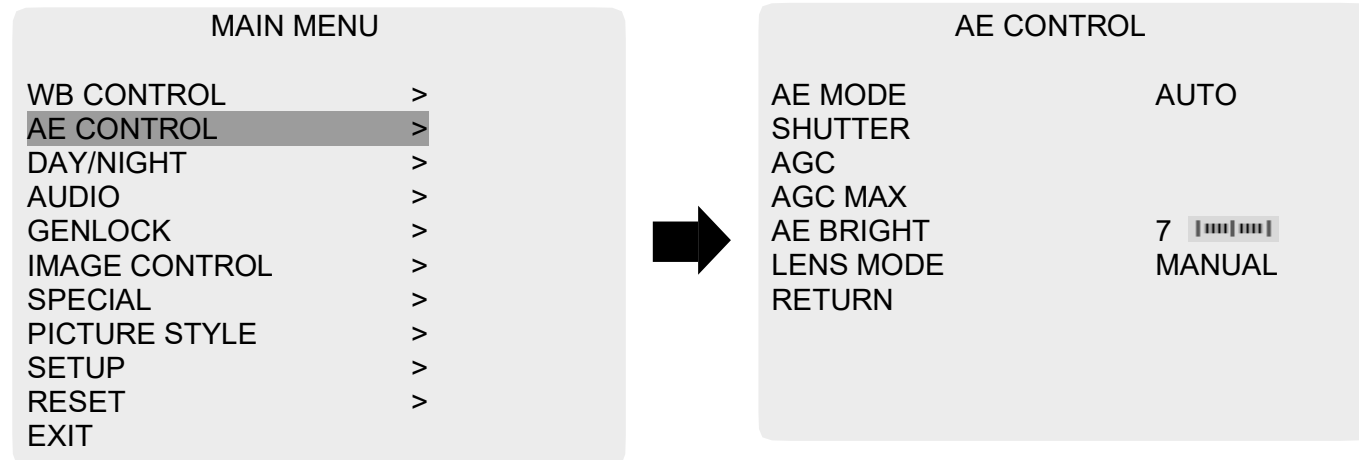 MAIN MENU
WB CONTROL >
AE CONTROL >
DAY/NIGHT >
AUDIO >
GENLOCK >
IMAGE CONTROL >
SPECIAL >
PICTURE STYLE >
SETUP >
RESET >
EXIT
AE CONTROL
AE MODE AUTO
SHUTTER
AGC
AGC MAX
AE BRIGHT 7
LENS MODE MANUAL
RETURN